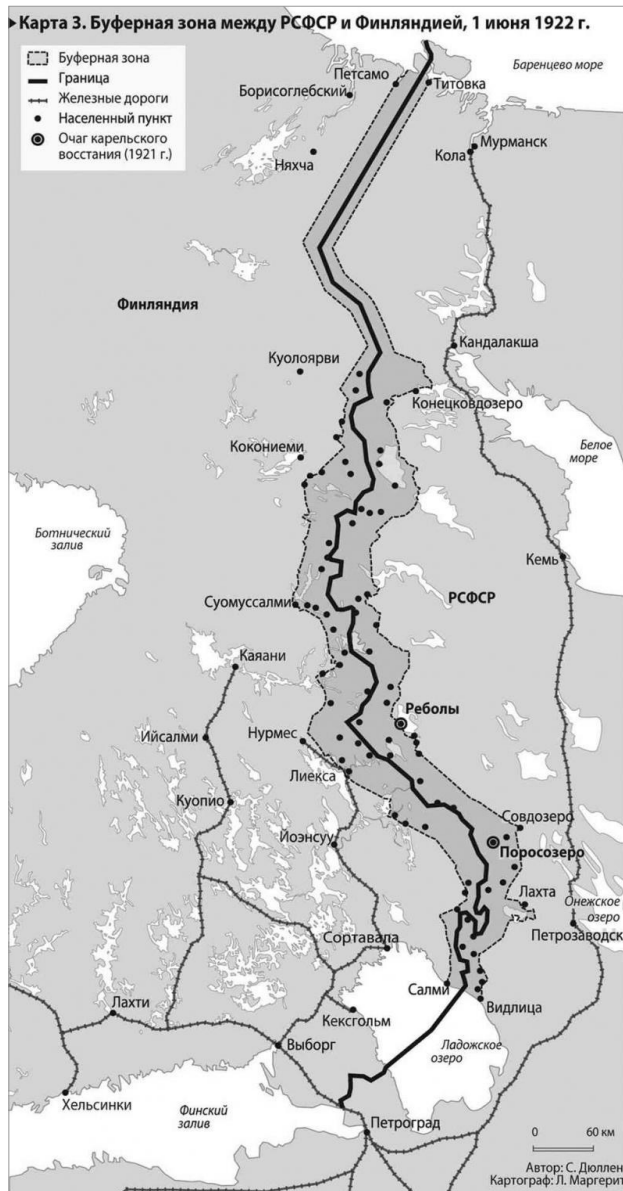 Карта 3. Буферная зона между РСФСР и Финляндией, 1 июня 1922 г.
Буферная зона
Граница
Железные дороги
Населенный пункт
Очаг карельского
восстания (1921 г.)
Баренцево море
Петсамо
Титовка
Борисоглебский
Мурманск
Кола
Няхча
Финляндия
Кандалакша
Куолоярви
Конецковдозеро
Белое
море
Кокониеми
Ботнический
залив
Кемь
РСФСР
Суомуссалми
Каяани
Реболы
Нурмес
Ийсалми
Лиекса
Куопио
Совдозеро
Йоэнсуу
Поросозеро
Лахта
Онежское
озеро
Петрозаводск
Сортавала
Салми
Видлица
Лахти
Кексгольм
Выборг
Ладожское
озеро
Хельсинки
Финский
залив
Петроград
0 60 км
Автор: С. Дюллен
Картограф: Л. Маргерит